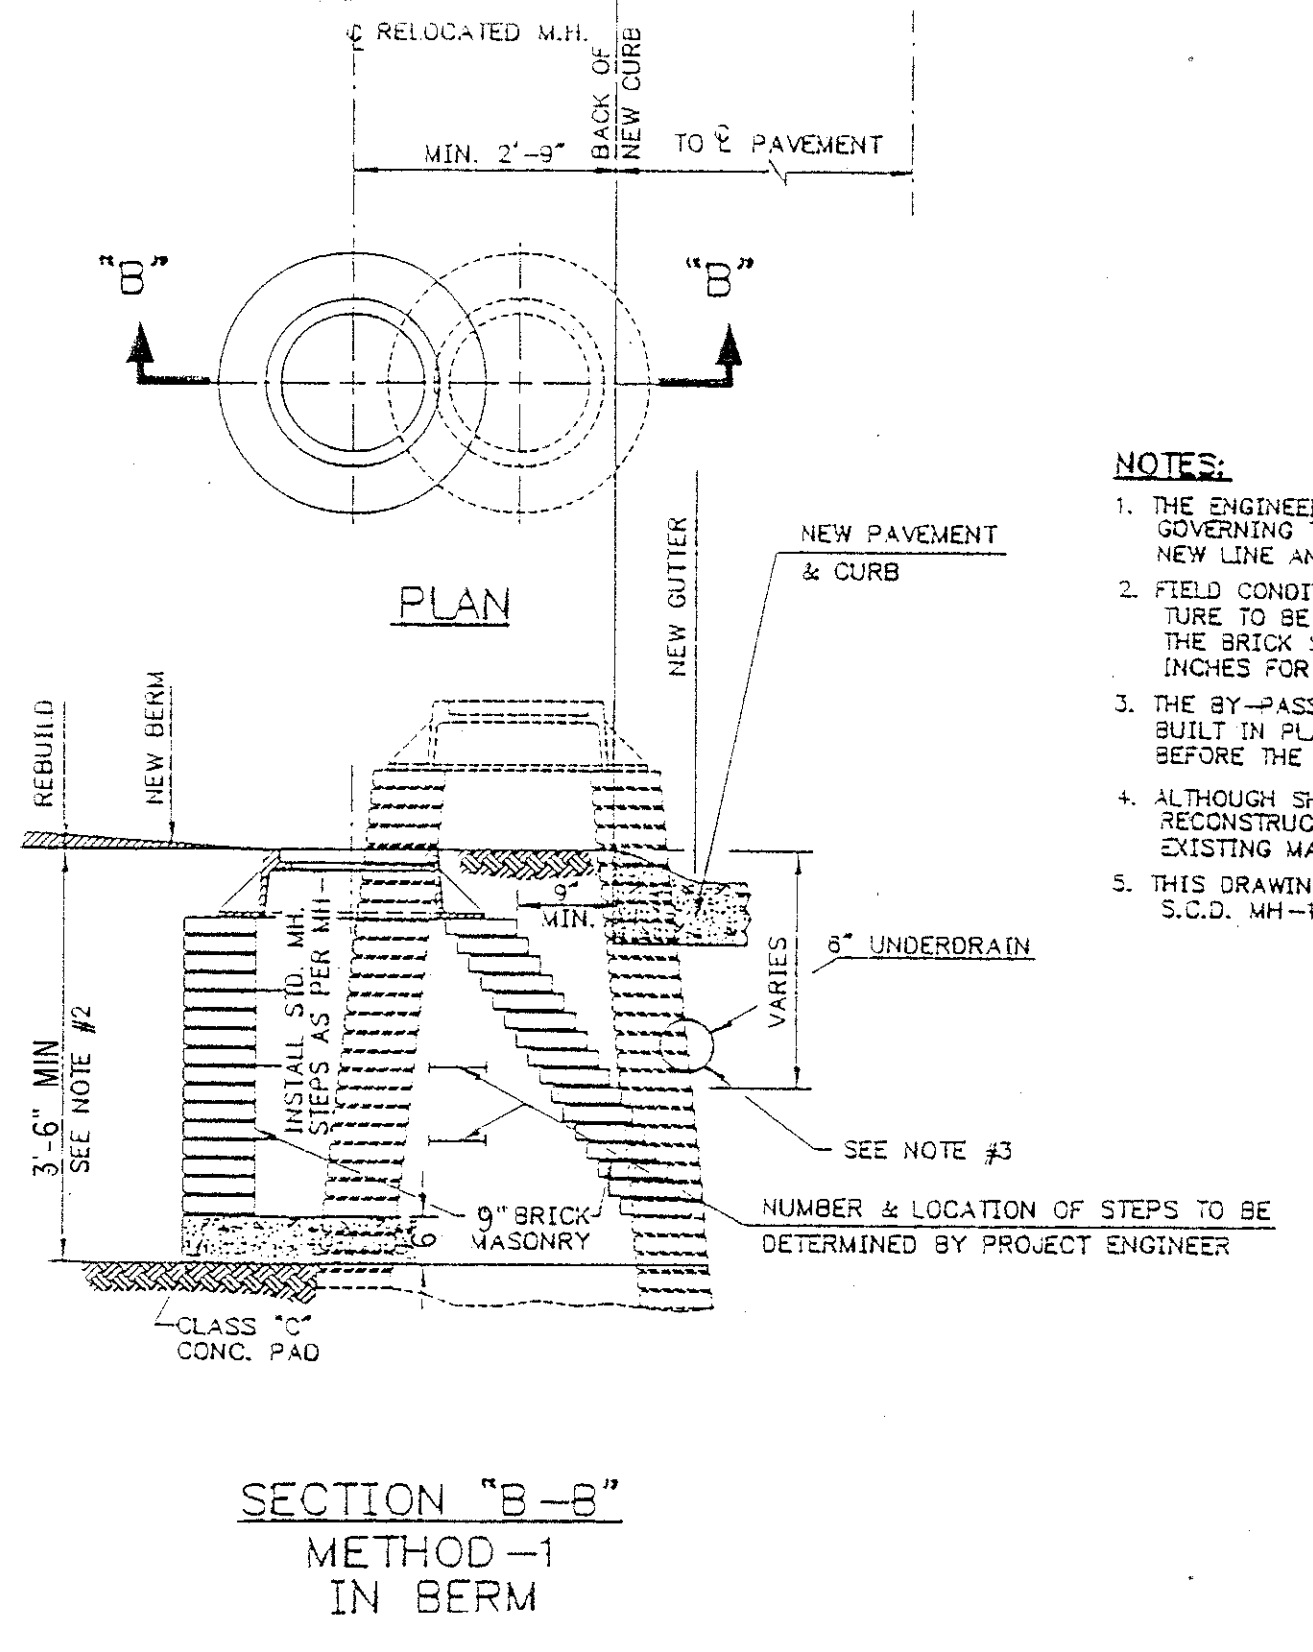 ℄ RELOCATED M.H.
BACK OF
NEW CURB
MIN. 2'-9"
TO ℄ PAVEMENT
"B"
"B"
PLAN
NEW GUTTER
NEW PAVEMENT
& CURB
NOTES:
1. THE ENGINEE
GOVERNING T
NEW LINE AN
2. FIELD CONDIT
TURE TO BE
THE BRICK S
INCHES FOR
3. THE BY-PASS
BUILT IN PLA
BEFORE THE
4. ALTHOUGH SH
RECONSTRUC
EXISTING MA
5. THIS DRAWIN
S.C.D. MH-1
REBUILD
NEW BERM
9"
MIN.
VARIES
6" UNDERDRAIN
INSTALL STD. MH.
STEPS AS PER MH-
3'-6" MIN
SEE NOTE #2
SEE NOTE #3
9" BRICK
MASONRY
6"
NUMBER & LOCATION OF STEPS TO BE
DETERMINED BY PROJECT ENGINEER
CLASS "C"
CONC. PAD
SECTION "B-B"
METHOD-1
IN BERM